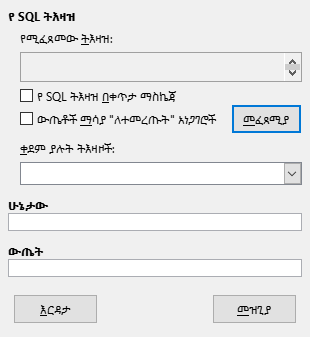 የ SQL ትእዛዝ
የሚፈጸመው ትእዛዝ:
የ SQL ትእዛዝ በቀጥታ ማስኬጃ
ውጤቶች ማሳያ "ለተመረጡት" አነጋገሮች
መፈጸሚያ
ቀደም ያሉት ትእዛዞች:
ሁኔታው
ውጤት
እርዳታ
መዝጊያ